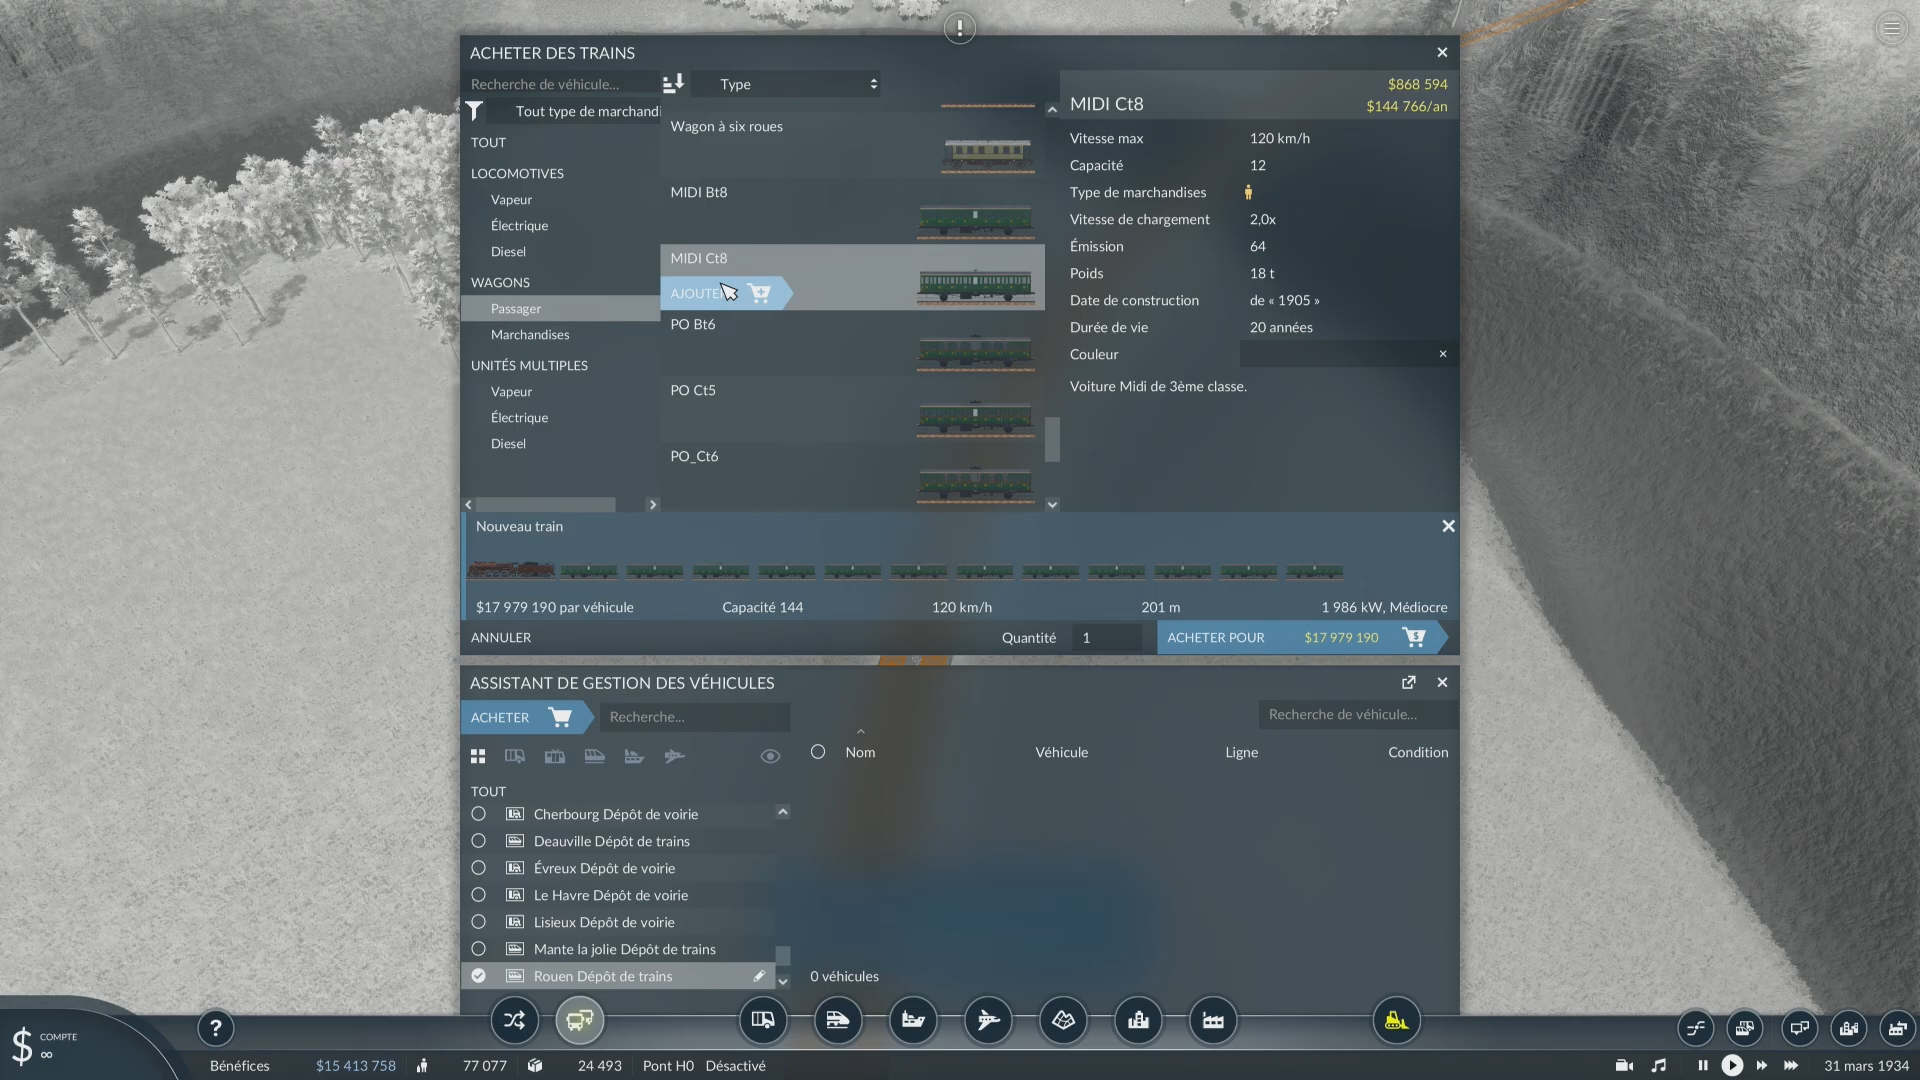 ACHETER DES TRAINS
Recherche de véhicule...
Type
Tout type de marchandi
TOUT
LOCOMOTIVES
Vapeur
Électrique
Diesel
WAGONS
Passager
Marchandises
UNITÉS MULTIPLES
Vapeur
Électrique
Diesel
Wagon à six roues
MIDI Bt8
MIDI Ct8
AJOUTE
PO Bt6
PO Ct5
PO_Ct6
$868 594
MIDI Ct8
$144 766/an
Vitesse max 120 km/h
Capacité 12
Type de marchandises
Vitesse de chargement 2,0x
Émission 64
Poids 18 t
Date de construction de « 1905 »
Durée de vie 20 années
Couleur
Voiture Midi de 3ème classe.
Nouveau train
$17 979 190 par véhicule Capacité 144 120 km/h 201 m 1 986 kW, Médiocre
ANNULER Quantité 1 ACHETER POUR $17 979 190
ASSISTANT DE GESTION DES VÉHICULES
ACHETER Recherche... Recherche de véhicule...
Nom Véhicule Ligne Condition
TOUT
Cherbourg Dépôt de voirie
Deauville Dépôt de trains
Évreux Dépôt de voirie
Le Havre Dépôt de voirie
Lisieux Dépôt de voirie
Mante la jolie Dépôt de trains
Rouen Dépôt de trains
0 véhicules
$ COMPTE
∞
?
Bénéfices $15 413 758 77 077 24 493 Pont H0 Désactivé 31 mars 1934